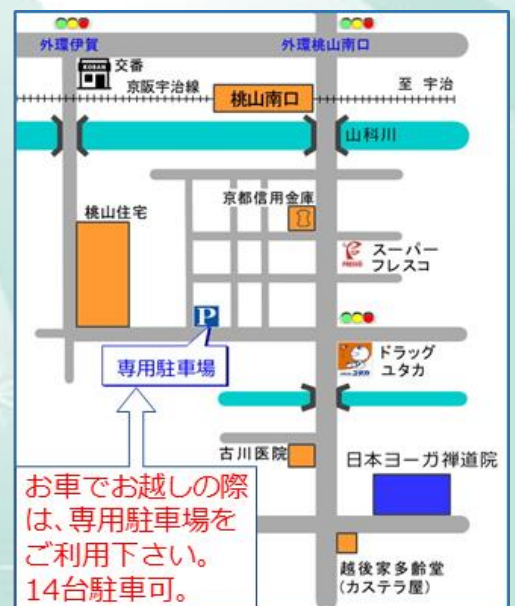 外環伊賀
外環桃山南口
KOBAN
交番
京阪宇治線
桃山南口
至 宇治
山科川
桃山住宅
京都信用金庫
FRESCO
スーパー
フレスコ
P
専用駐車場
ドラッグ
ユタカ
古川医院
日本ヨーガ禅道院
お車でお越しの際
は、専用駐車場を
ご利用下さい。
14台駐車可。
越後家多齢堂
(カステラ屋)